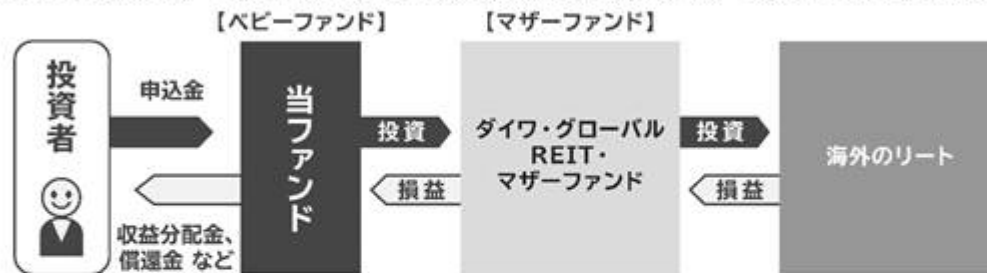 【ベビーファンド】
【マザーファンド】
投資者
申込金
収益分配金、
償還金 など
当ファンド
投資
損益
ダイワ・グローバル
REIT・
マザーファンド
投資
損益
海外のリート